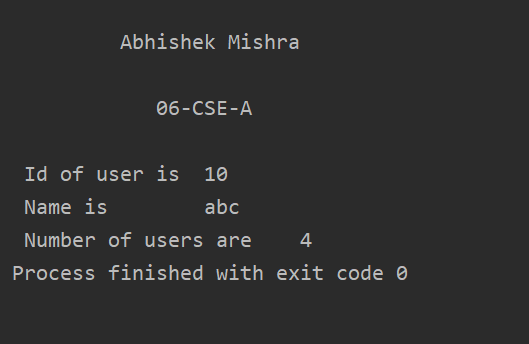 Abhishek Mishra
06-CSE-A
Id of user is 10
Name is abc
Number of users are 4
Process finished with exit code 0